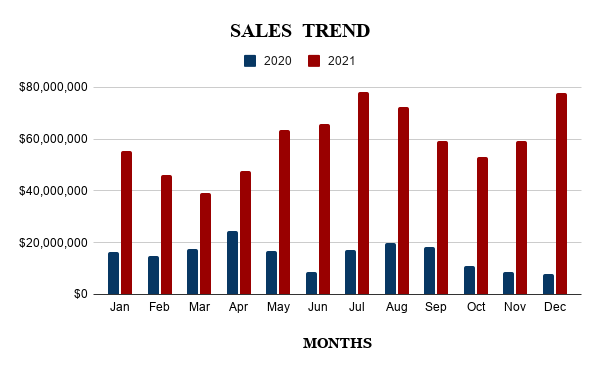 SALES TREND
2020 2021
$80,000,000
$60,000,000
$40,000,000
$20,000,000
$0
Jan Feb Mar Apr May Jun Jul Aug Sep Oct Nov Dec
MONTHS